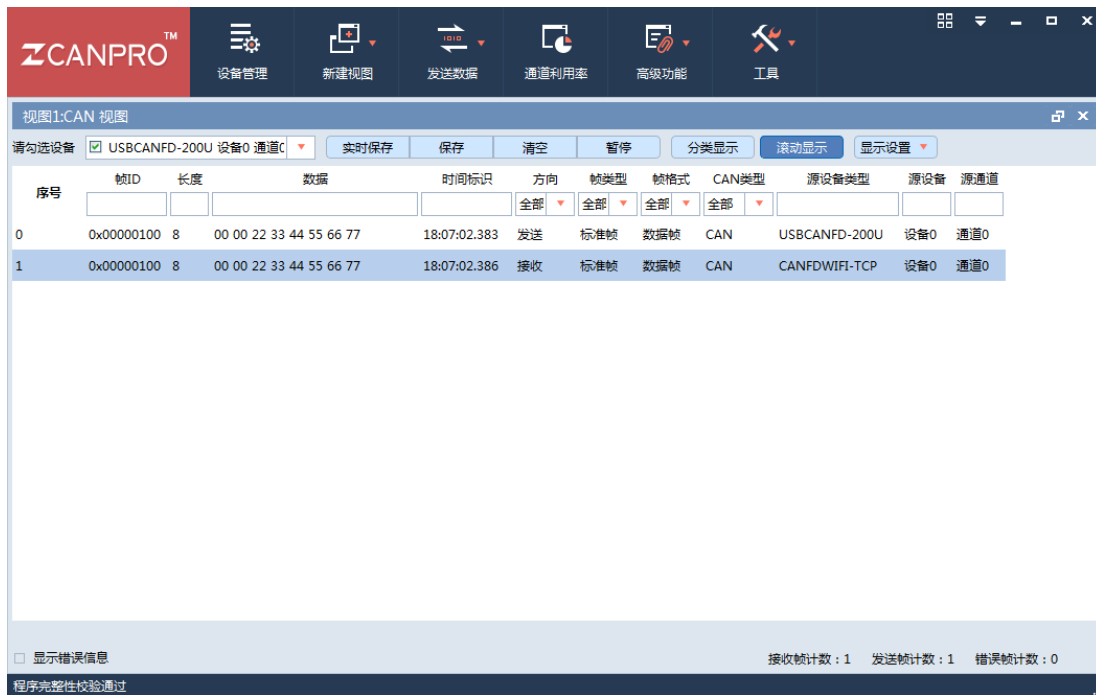 ZCANPRO™
设备管理 新建视图 发送数据 通道利用率 高级功能 工具
视图1:CAN 视图
请勾选设备 USBCANFD-200U 设备0 通道0 实时保存 保存 清空 暂停 分类显示 滚动显示 显示设置
序号 帧ID 长度 数据 时间标识 方向 帧类型 帧格式 CAN类型 源设备类型 源设备 源通道
全部 全部 全部 全部
0 0x00000100 8 00 00 22 33 44 55 66 77 18:07:02.383 发送 标准帧 数据帧 CAN USBCANFD-200U 设备0 通道0
1 0x00000100 8 00 00 22 33 44 55 66 77 18:07:02.386 接收 标准帧 数据帧 CAN CANFDWIFI-TCP 设备0 通道0
显示错误信息 接收帧计数:1 发送帧计数:1 错误帧计数:0
程序完整性校验通过